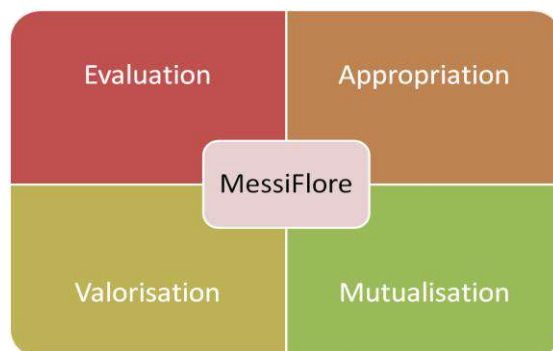 Evaluation
Appropriation
MessiFlore
Valorisation
Mutualisation